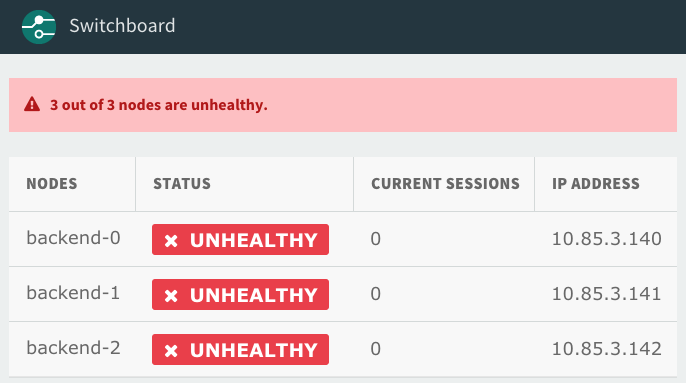 Switchboard
3 out of 3 nodes are unhealthy.
NODES STATUS CURRENT SESSIONS IP ADDRESS
backend-0 UNHEALTHY 0 10.85.3.140
backend-1 UNHEALTHY 0 10.85.3.141
backend-2 UNHEALTHY 0 10.85.3.142